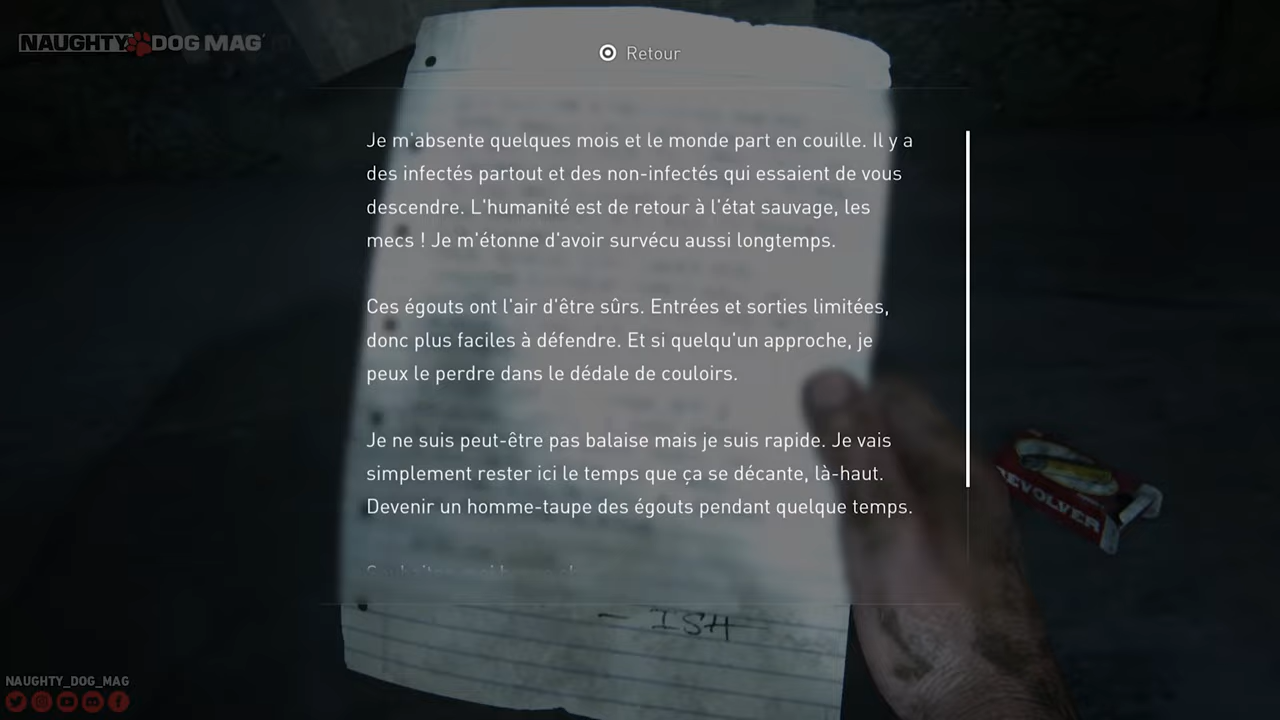 NAUGHTY DOG MAG
Retour
Je m'absente quelques mois et le monde part en couille. Il y a
des infectés partout et des non-infectés qui essaient de vous
descendre. L'humanité est de retour à l'état sauvage, les
mecs ! Je m'étonne d'avoir survécu aussi longtemps.
Ces égouts ont l'air d'être sûrs. Entrées et sorties limitées,
donc plus faciles à défendre. Et si quelqu'un approche, je
peux le perdre dans le dédale de couloirs.
Je ne suis peut-être pas balaise mais je suis rapide. Je vais
simplement rester ici le temps que ça se décante, là-haut.
Devenir un homme-taupe des égouts pendant quelque temps.
- ISH
REVOLVER
NAUGHTY_DOG_MAG